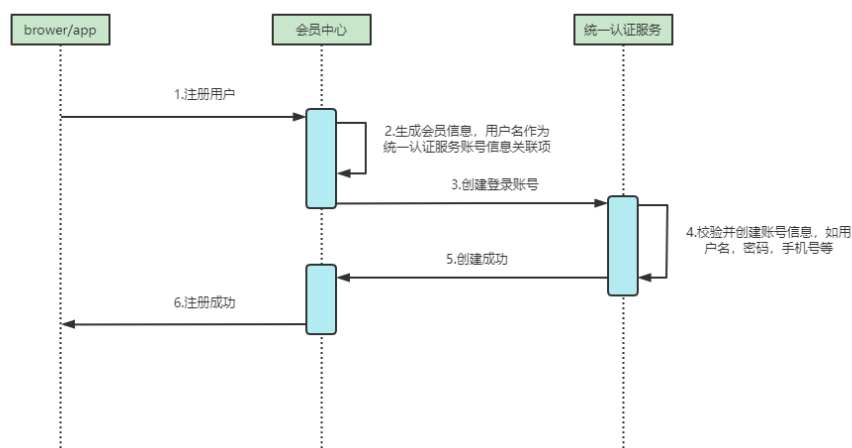 brower/app
会员中心
统一认证服务
1.注册用户
2.生成会员信息，用户名作为
统一认证服务账号信息关联项
3.创建登录账号
4.校验并创建账号信息，如用
户名，密码，手机号等
5.创建成功
6.注册成功